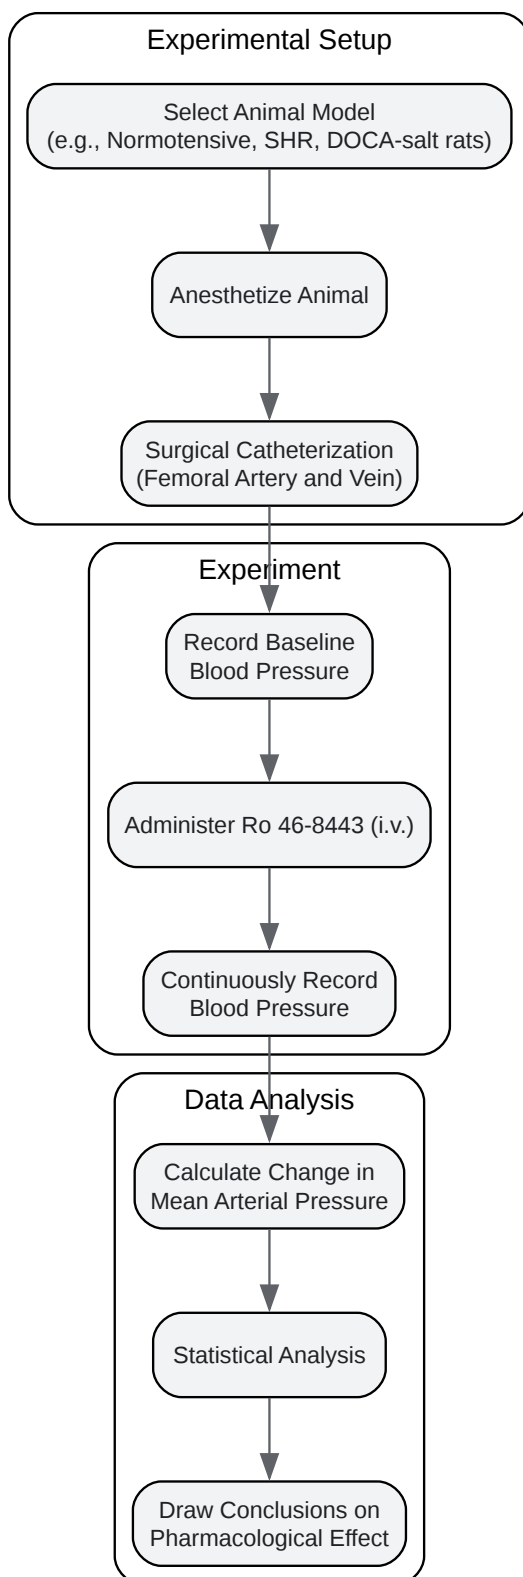 Experimental Setup
Select Animal Model
(e.g., Normotensive, SHR, DOCA-salt rats)
Anesthetize Animal
Surgical Catheterization
(Femoral Artery and Vein)
Experiment
Record Baseline
Blood Pressure
Administer Ro 46-8443 (i.v.)
Continuously Record
Blood Pressure
Data Analysis
Calculate Change in
Mean Arterial Pressure
Statistical Analysis
Draw Conclusions on
Pharmacological Effect